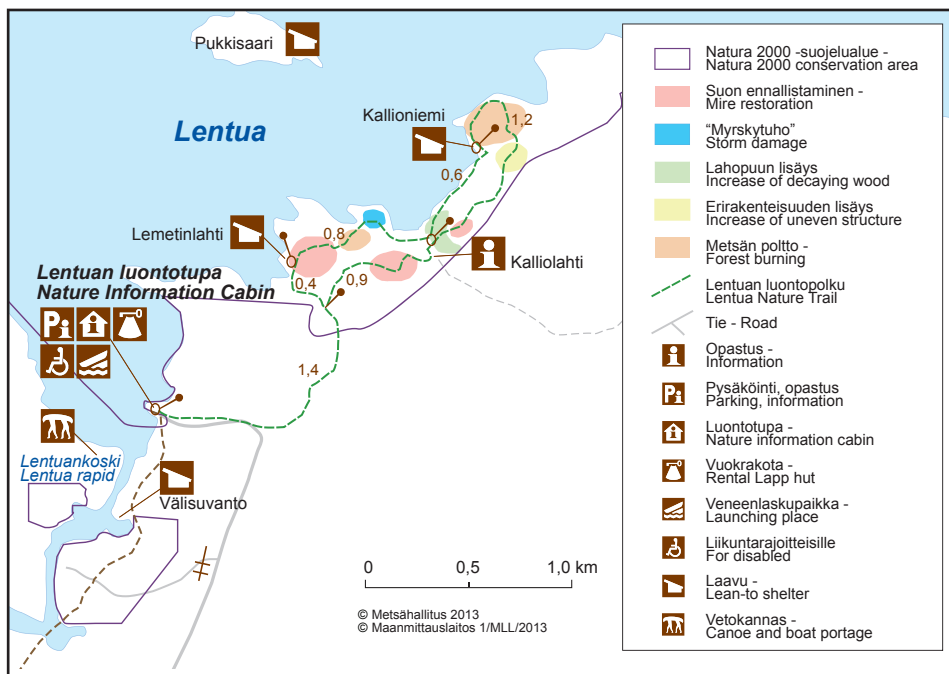 Pukkisaari
Lentua
Kallioniemi
1,2
0,6
Lemetinlahti
0,8
Kalliolahti
0,4
0,9
Lentuan luontotupa
Nature Information Cabin
1,4
Lentuankoski
Lentua rapid
Välisuvanto
0
0,5
1,0 km
© Metsähallitus 2013
© Maanmittauslaitos 1/MLL/2013
Natura 2000 -suojelualue -
Natura 2000 conservation area
Suon ennallistaminen -
Mire restoration
“Myrskytuho”
Storm damage
Lahopuun lisäys
Increase of decaying wood
Erirakenteisuuden lisäys
Increase of uneven structure
Metsän poltto -
Forest burning
Lentuan luontopolku
Lentua Nature Trail
Tie - Road
Opastus -
Information
Pysäköinti, opastus
Parking, information
Luontotupa -
Nature information cabin
Vuokrakota -
Rental Lapp hut
Veneenlaskupaikka -
Launching place
Liikuntarajoitteisille
For disabled
Laavu -
Lean-to shelter
Vetokannas -
Canoe and boat portage